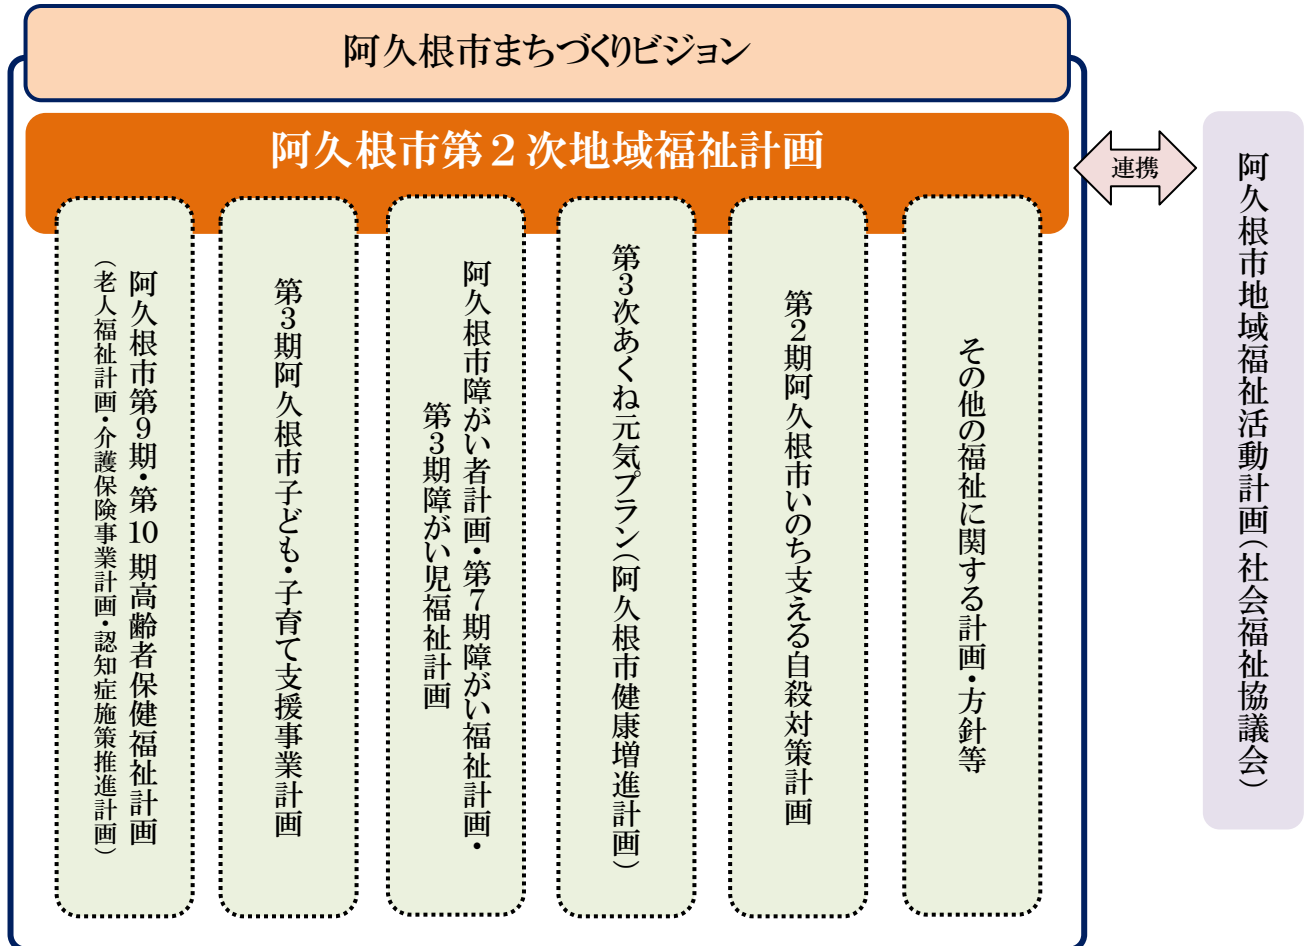 阿久根市まちづくりビジョン
阿久根市第２次地域福祉計画
連携
阿久根市第９期・第10期高齢者保健福祉計画
（老人福祉計画・介護保険事業計画・認知症施策推進計画）
第３期阿久根市子ども・子育て支援事業計画
阿久根市障がい者計画・第７期障がい福祉計画・
第３期障がい児福祉計画
第３次あくね元気プラン（阿久根市健康増進計画）
第２期阿久根市いのち支える自殺対策計画
その他の福祉に関する計画・方針等
阿久根市地域福祉活動計画（社会福祉協議会）